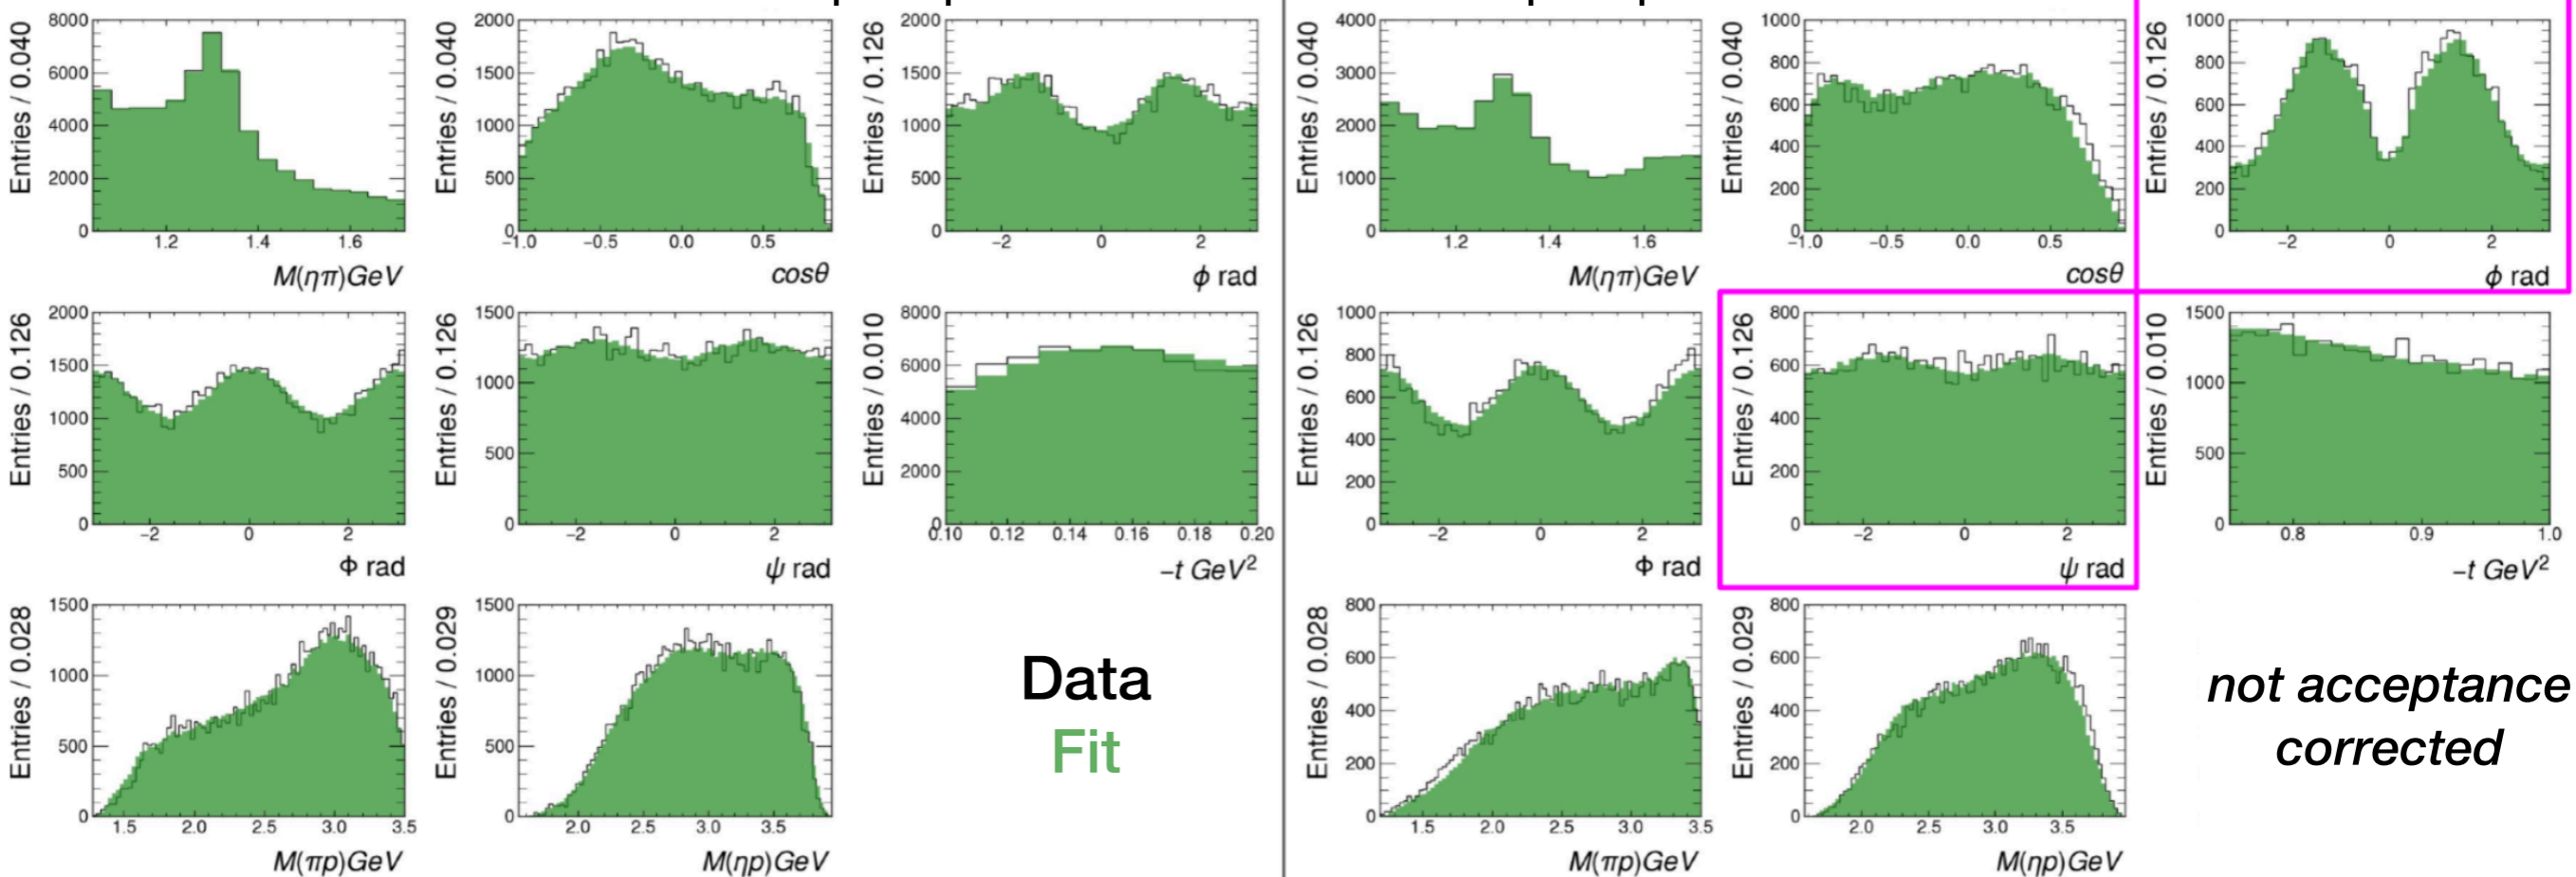 8000
6000
4000
2000
0
Entries / 0.040
1.2 1.4 1.6
M(ηπ)GeV
2000
1500
1000
500
0
Entries / 0.040
−1.0 −0.5 0.0 0.5
cosθ
2000
1500
1000
500
0
Entries / 0.126
−2 0 2
ϕ rad
4000
3000
2000
1000
0
Entries / 0.040
1.2 1.4 1.6
M(ηπ)GeV
1000
800
600
400
200
0
Entries / 0.040
−1.0 −0.5 0.0 0.5
cosθ
1000
800
600
400
200
0
Entries / 0.126
−2 0 2
ϕ rad
2000
1500
1000
500
0
Entries / 0.126
−2 0 2
Φ rad
1500
1000
500
0
Entries / 0.126
−2 0 2
ψ rad
8000
6000
4000
2000
0
Entries / 0.010
0.10 0.12 0.14 0.16 0.18 0.20
−t GeV²
1000
800
600
400
200
0
Entries / 0.126
−2 0 2
Φ rad
800
600
400
200
0
Entries / 0.126
−2 0 2
ψ rad
1500
1000
500
0
Entries / 0.010
0.8 0.9 1.0
−t GeV²
1500
1000
500
0
Entries / 0.028
1.5 2.0 2.5 3.0 3.5
M(πp)GeV
1500
1000
500
0
Entries / 0.029
2.0 2.5 3.0 3.5
M(ηp)GeV
Data
Fit
800
600
400
200
0
Entries / 0.028
1.5 2.0 2.5 3.0 3.5
M(πp)GeV
800
600
400
200
0
Entries / 0.029
2.0 2.5 3.0 3.5
M(ηp)GeV
not acceptance
corrected